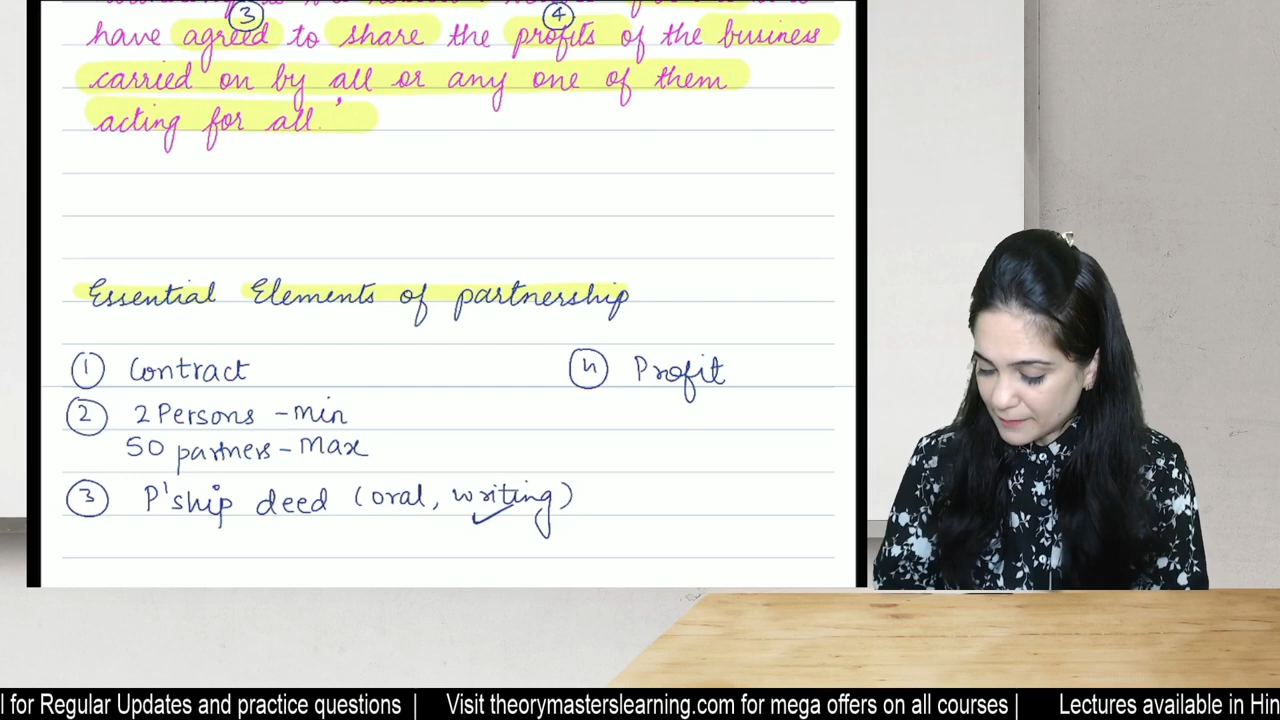 ③ ④
have agreed to share the profits of the business
carried on by all or any one of them
acting for all.'
Essential Elements of partnership
① Contract
② 2 Persons - Min
50 partners - Max
③ P'ship deed (oral, writing)
④ Profit
l for Regular Updates and practice questions | Visit theorymasterslearning.com for mega offers on all courses | Lectures available in Hin